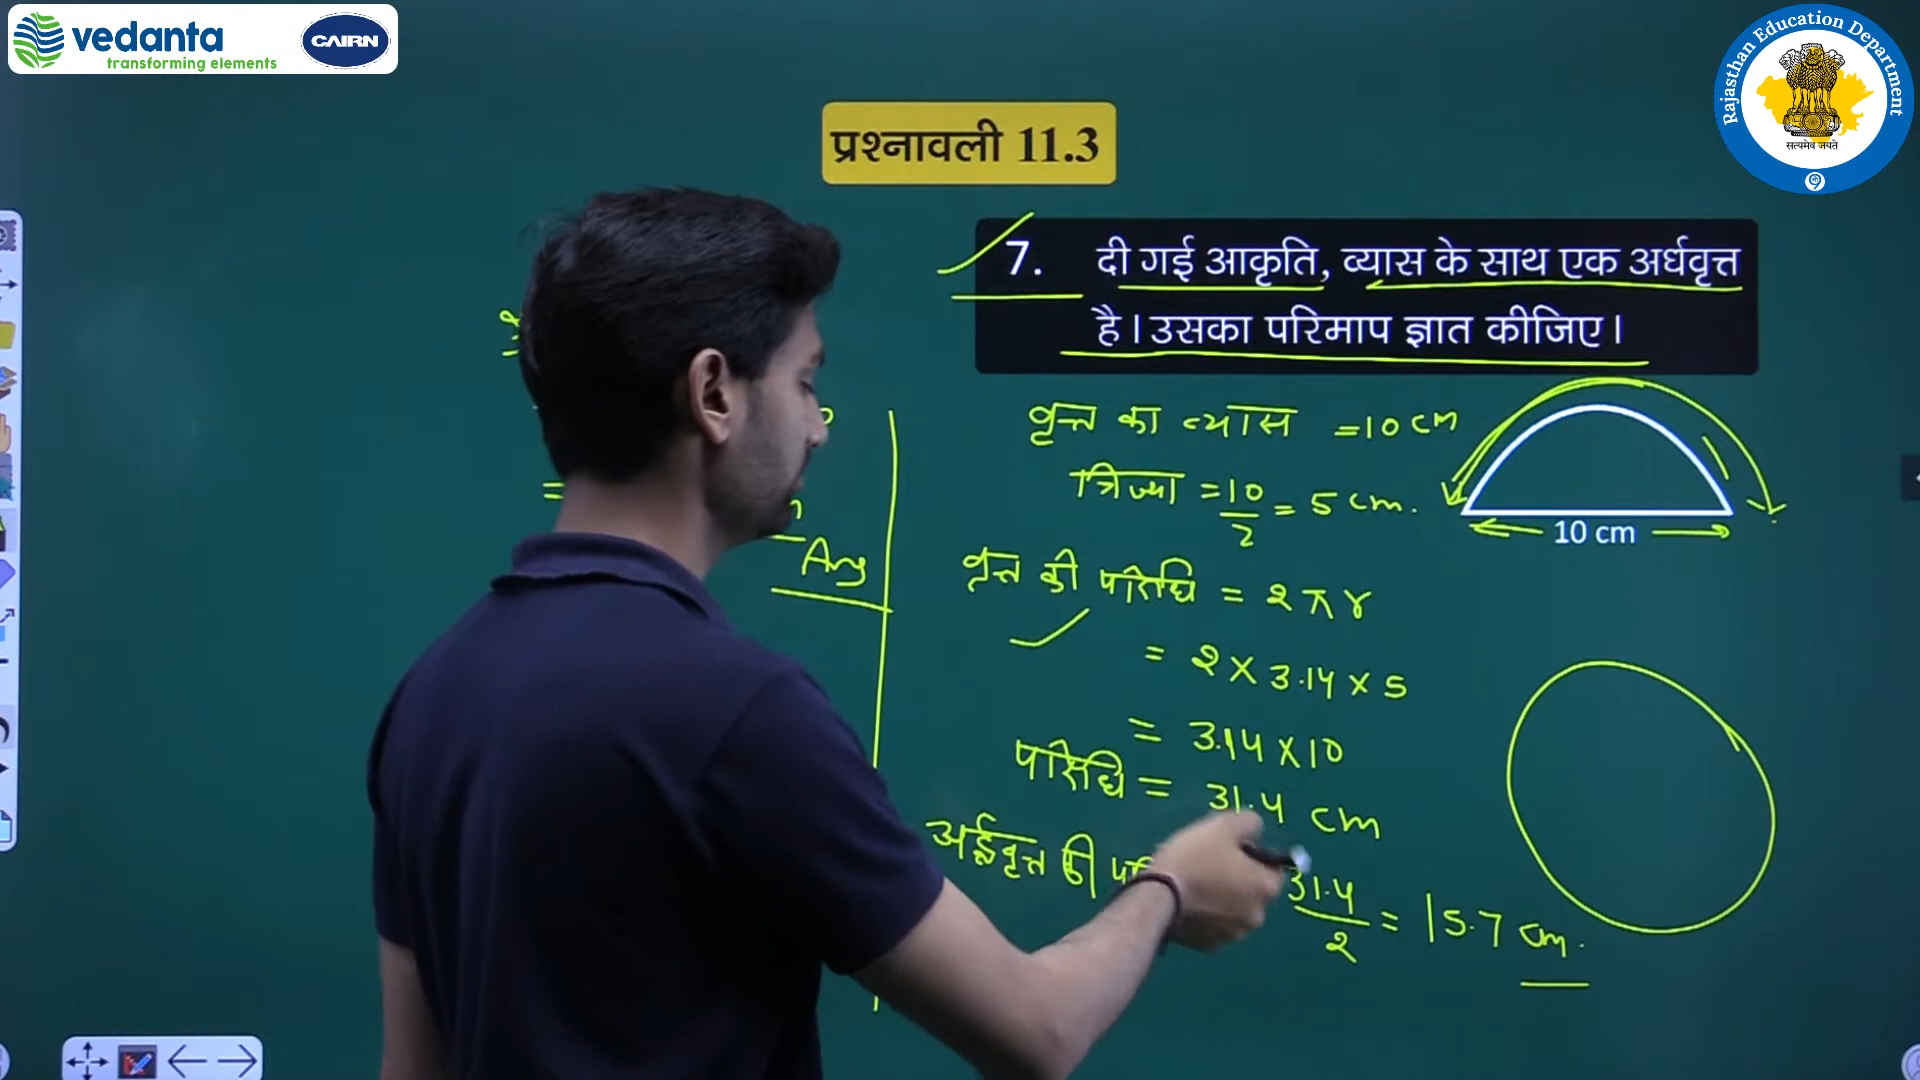 vedanta
transforming elements
CAIRN
Rajasthan Education Department
सत्यमेव जयते
प्रश्नावली 11.3
7. दी गई आकृति, व्यास के साथ एक अर्धवृत्त
है। उसका परिमाप ज्ञात कीजिए।
वृत्त का व्यास = 10 cm
त्रिज्या = 10/2 = 5 cm.
10 cm
Ans
वृत्त की परिधि = 2πr
= 2 × 3.14 × 5
= 3.14 × 10
परिधि = 31.4 cm
अर्द्धवृत्त की
31.4/2 = 15.7 cm.